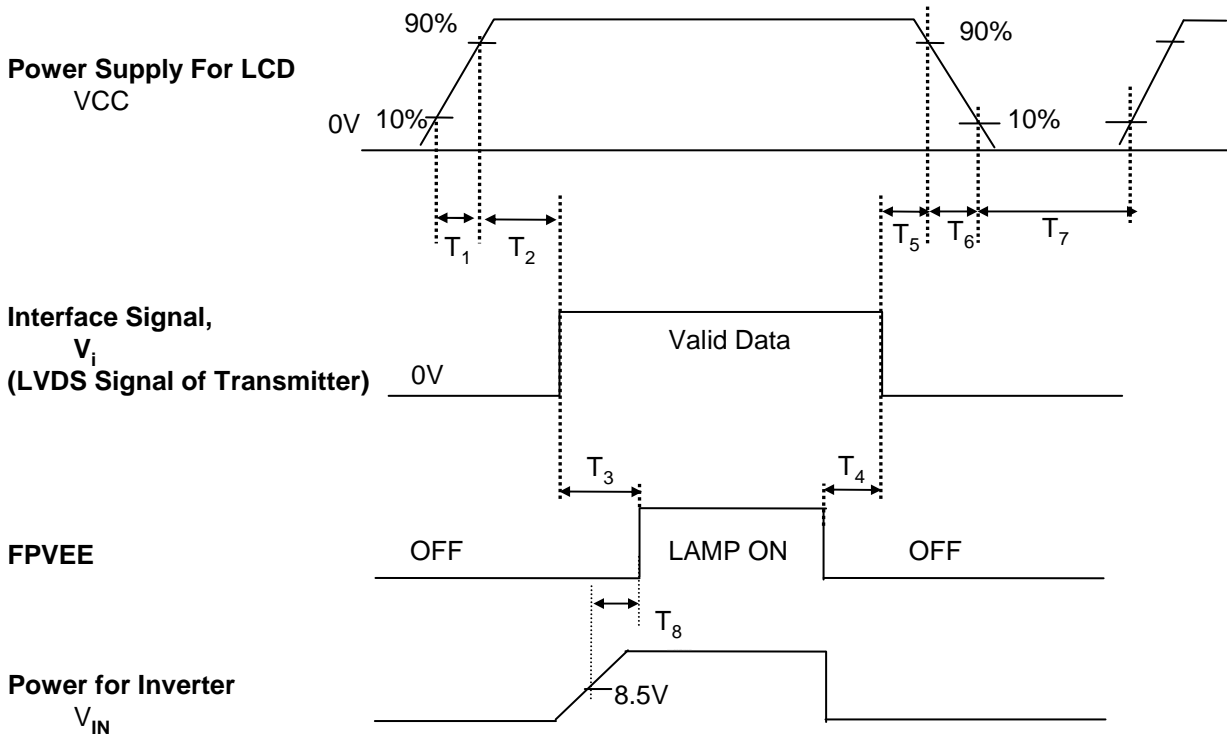 90%
90%
Power Supply For LCD
VCC
0V
10%
10%
T1
T2
T5
T6
T7
Interface Signal,
Vi
(LVDS Signal of Transmitter)
Valid Data
0V
T3
T4
FPVEE
OFF
LAMP ON
OFF
T8
Power for Inverter
VIN
8.5V